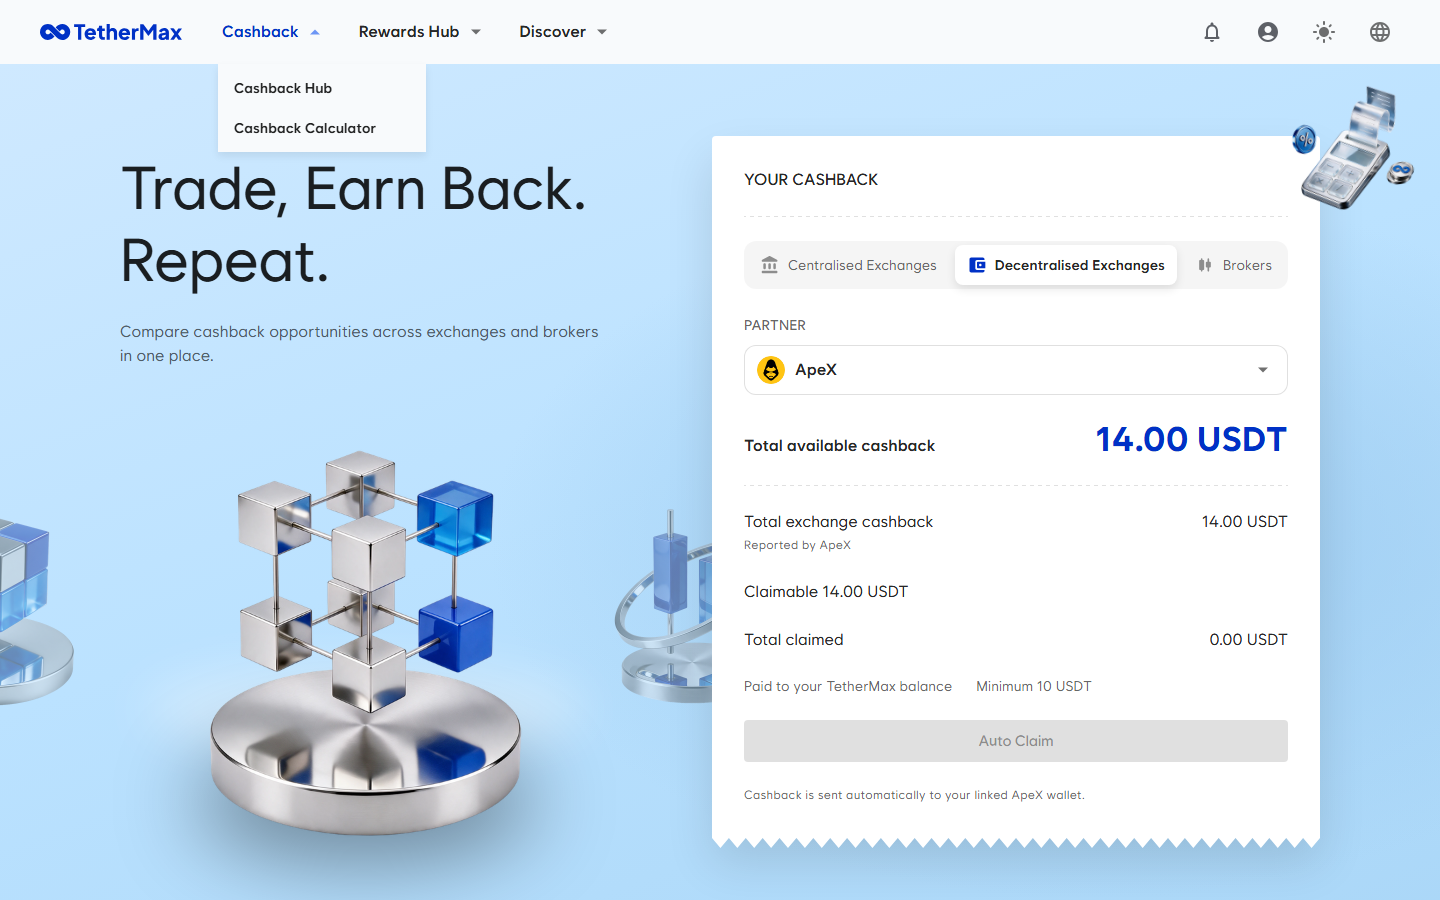 TetherMax
Cashback
Rewards Hub
Discover
Cashback Hub
Cashback Calculator
Trade, Earn Back.
Repeat.
Compare cashback opportunities across exchanges and brokers
in one place.
YOUR CASHBACK
Centralised Exchanges
Decentralised Exchanges
Brokers
PARTNER
ApeX
Total available cashback
14.00 USDT
Total exchange cashback
14.00 USDT
Reported by ApeX
Claimable 14.00 USDT
Total claimed
0.00 USDT
Paid to your TetherMax balance
Minimum 10 USDT
Auto Claim
Cashback is sent automatically to your linked ApeX wallet.